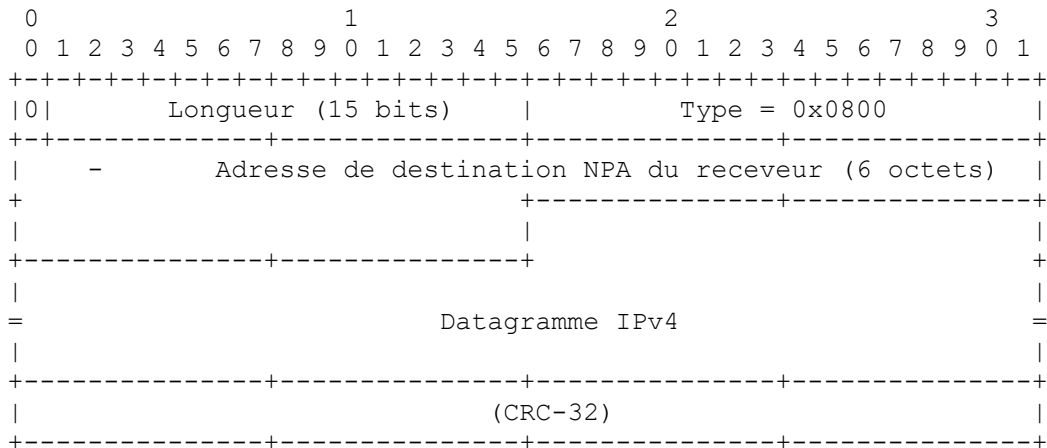 0                   1                   2                   3
0 1 2 3 4 5 6 7 8 9 0 1 2 3 4 5 6 7 8 9 0 1 2 3 4 5 6 7 8 9 0 1
+-+-+-+-+-+-+-+-+-+-+-+-+-+-+-+-+-+-+-+-+-+-+-+-+-+-+-+-+-+-+-+-+
|0|       Longueur (15 bits)    |         Type = 0x0800         |
+-+-------------+---------------+---------------+---------------+
|    -       Adresse de destination NPA du receveur (6 octets)  |
+                               +---------------+---------------+
|                               |                               |
+---------------+---------------+                               +
|                                                               |
=                          Datagramme IPv4                      =
|                                                               |
+---------------+---------------+---------------+---------------+
|                             (CRC-32)                          |
+---------------+---------------+---------------+---------------+